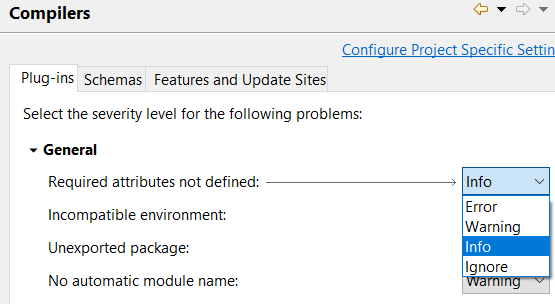 Compilers
Configure Project Specific Settin
Plug-ins Schemas Features and Update Sites
Select the severity level for the following problems:
General
Required attributes not defined: Info
Error
Incompatible environment: Warning
Unexported package: Info
Ignore
No automatic module name: Warning